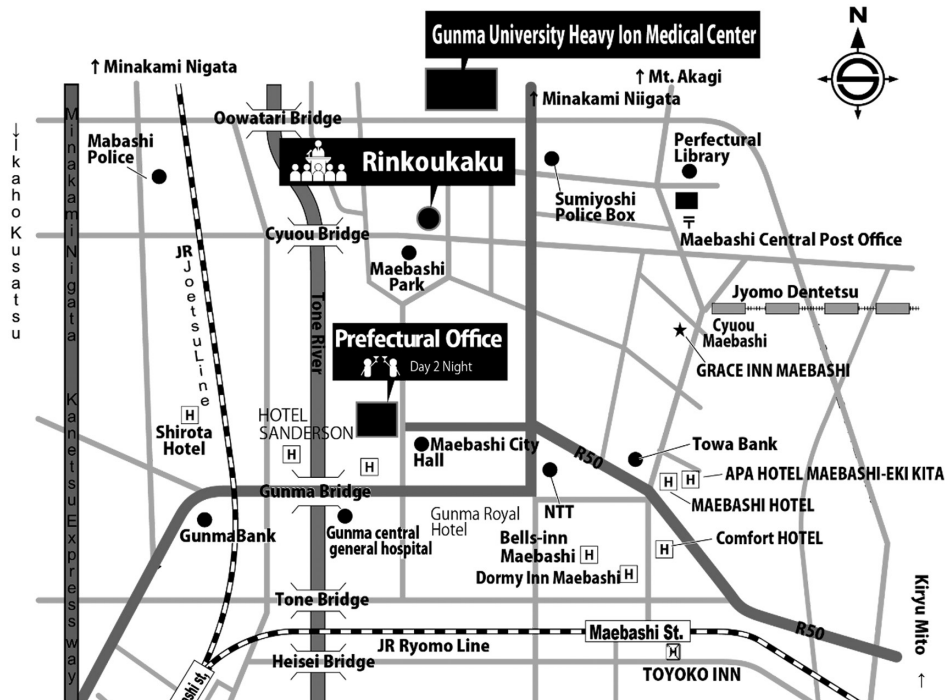 Gunma University Heavy Ion Medical Center
N
↑ Minakami Nigata
↑ Mt. Akagi
↑ Minakami Niigata
Oowatari Bridge
Mabashi
Police
Perfectural
Library
Rinkoukaku
Sumiyoshi
Police Box
〒
Maebashi Central Post Office
←Ikaho Kusatsu
Minakami Nigata Kanetsu Express way
Cyuou Bridge
JR Joetsu Line
Maebashi
Park
Tone River
Jyomo Dentetsu
Cyuou
Maebashi
★
GRACE INN MAEBASHI
Prefectural Office
Day 2 Night
HOTEL
SANDERSON
H
H
H
Shirota
Hotel
Maebashi City
Hall
R50
Towa Bank
H
H
APA HOTEL MAEBASHI-EKI KITA
MAEBASHI HOTEL
Gunma Bridge
NTT
GunmaBank
Gunma central
general hospital
Gunma Royal
Hotel
Bells-inn
Maebashi
H
H
Comfort HOTEL
Dormy Inn Maebashi
H
Tone Bridge
Kiryu Mito →
R50
Maebashi St.
JR Ryomo Line
H
TOYOKO INN
Heisei Bridge